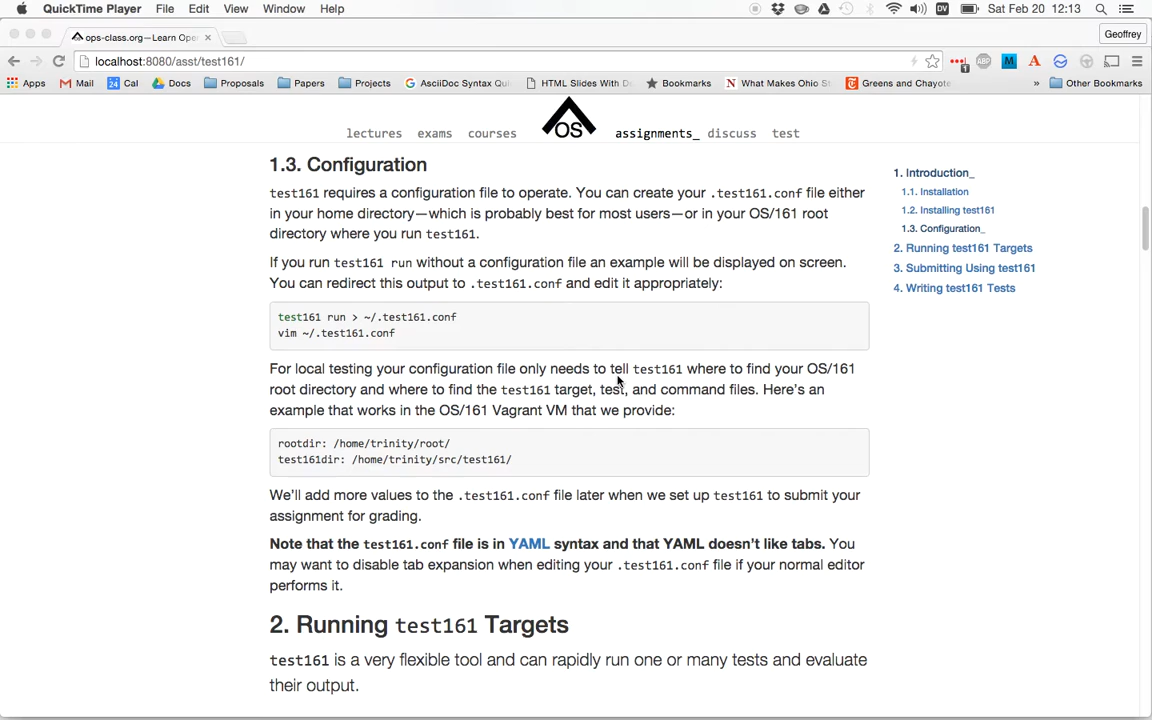 QuickTime Player File Edit View Window Help DV Sat Feb 20 12:13
ops-class.org—Learn Ope
Geoffrey
localhost:8080/asst/test161/
1 ABP M A
Apps Mail 24 Cal Docs Proposals Papers Projects AsciiDoc Syntax Qu HTML Slides With D Bookmarks What Makes Ohio S Greens and Chayote » Other Bookmarks
lectures exams courses OS assignments_ discuss test
1.3. Configuration
test161 requires a configuration file to operate. You can create your .test161.conf file either
in your home directory—which is probably best for most users—or in your OS/161 root
directory where you run test161.
If you run test161 run without a configuration file an example will be displayed on screen.
You can redirect this output to .test161.conf and edit it appropriately:
test161 run > ~/.test161.conf
vim ~/.test161.conf
For local testing your configuration file only needs to tell test161 where to find your OS/161
root directory and where to find the test161 target, test, and command files. Here's an
example that works in the OS/161 Vagrant VM that we provide:
rootdir: /home/trinity/root/
test161dir: /home/trinity/src/test161/
We'll add more values to the .test161.conf file later when we set up test161 to submit your
assignment for grading.
Note that the test161.conf file is in YAML syntax and that YAML doesn't like tabs. You
may want to disable tab expansion when editing your .test161.conf file if your normal editor
performs it.
2. Running test161 Targets
test161 is a very flexible tool and can rapidly run one or many tests and evaluate
their output.
1. Introduction_
1.1. Installation
1.2. Installing test161
1.3. Configuration_
2. Running test161 Targets
3. Submitting Using test161
4. Writing test161 Tests